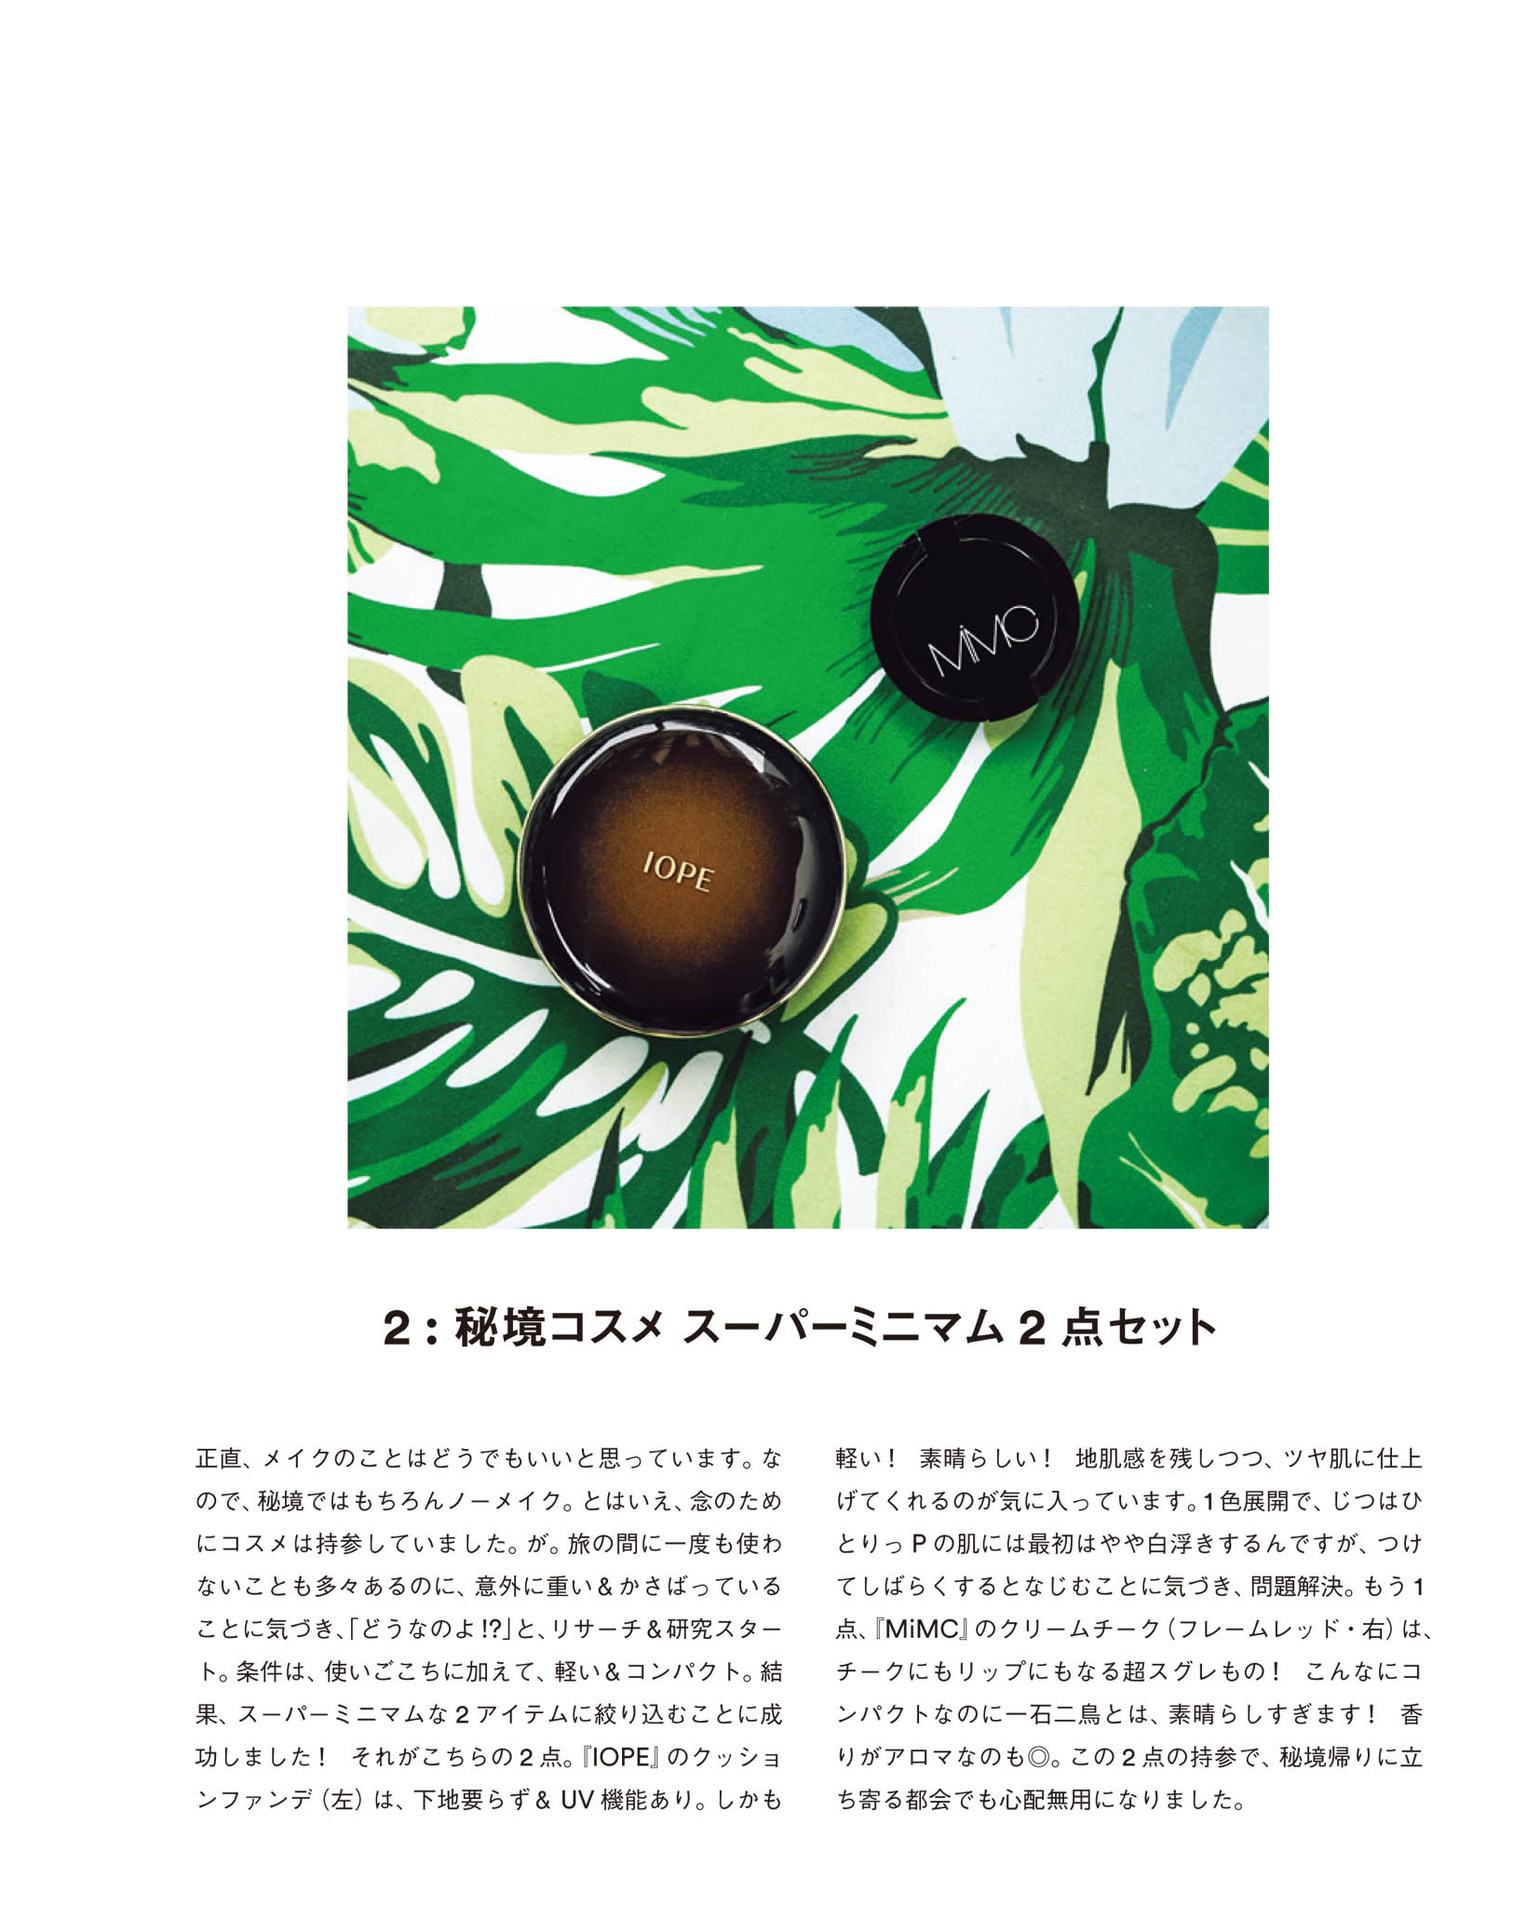 MiMC
IOPE
2 : 秘境コスメ スーパーミニマム 2 点セット
正直、メイクのことはどうでもいいと思っています。な
ので、秘境ではもちろんノーメイク。とはいえ、念のため
にコスメは持参していました。が。旅の間に一度も使わ
ないことも多々あるのに、意外に重い＆かさばっている
ことに気づき、「どうなのよ!?」と、リサーチ＆研究スター
ト。条件は、使いごこちに加えて、軽い＆コンパクト。結
果、スーパーミニマムな 2 アイテムに絞り込むことに成
功しました！　それがこちらの 2 点。『IOPE』のクッショ
ンファンデ（左）は、下地要らず＆ UV 機能あり。しかも
軽い！　素晴らしい！　地肌感を残しつつ、ツヤ肌に仕上
げてくれるのが気に入っています。1 色展開で、じつはひ
とりっ P の肌には最初はやや白浮きするんですが、つけ
てしばらくするとなじむことに気づき、問題解決。もう 1
点、『MiMC』のクリームチーク（フレームレッド・右）は、
チークにもリップにもなる超スグレもの！　こんなにコ
ンパクトなのに一石二鳥とは、素晴らしすぎます！　香
りがアロマなのも◎。この 2 点の持参で、秘境帰りに立
ち寄る都会でも心配無用になりました。